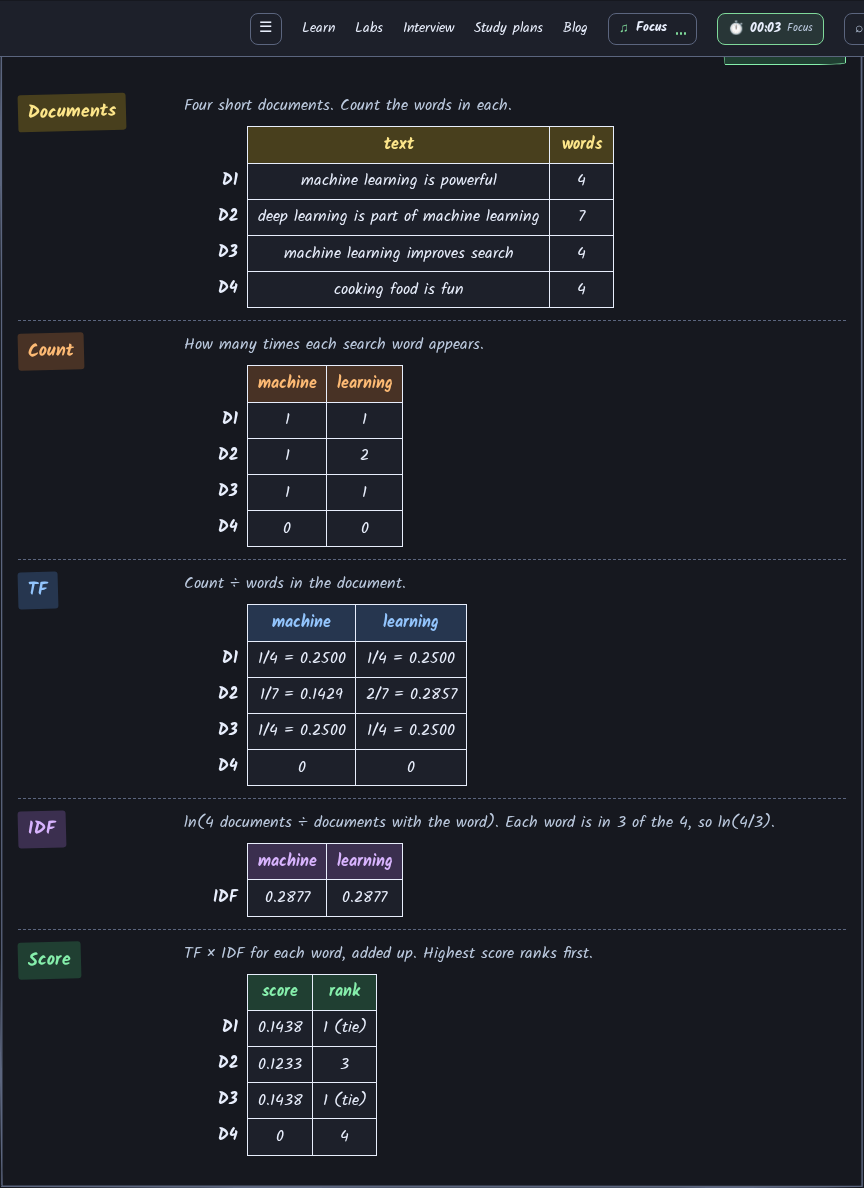 ☰ Learn Labs Interview Study plans Blog ♫ Focus ... ⏱ 00:03 Focus
Documents
Four short documents. Count the words in each.
text words
D1 machine learning is powerful 4
D2 deep learning is part of machine learning 7
D3 machine learning improves search 4
D4 cooking food is fun 4
Count
How many times each search word appears.
machine learning
D1 1 1
D2 1 2
D3 1 1
D4 0 0
TF
Count ÷ words in the document.
machine learning
D1 1/4 = 0.2500 1/4 = 0.2500
D2 1/7 = 0.1429 2/7 = 0.2857
D3 1/4 = 0.2500 1/4 = 0.2500
D4 0 0
IDF
ln(4 documents ÷ documents with the word). Each word is in 3 of the 4, so ln(4/3).
machine learning
IDF 0.2877 0.2877
Score
TF × IDF for each word, added up. Highest score ranks first.
score rank
D1 0.1438 1 (tie)
D2 0.1233 3
D3 0.1438 1 (tie)
D4 0 4